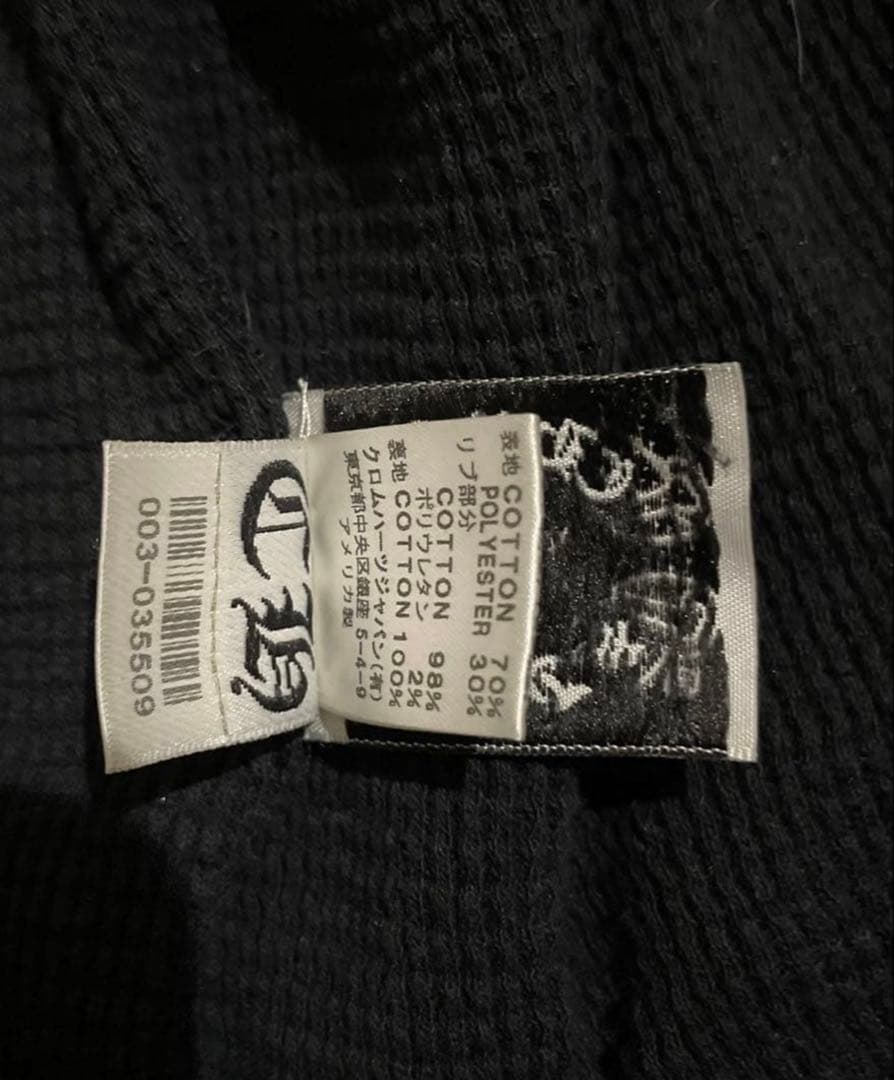 表地 COTTON 70%
POLYESTER 30%
リブ部分
COTTON 98%
ポリウレタン 2%
裏地 COTTON 100%
クロムハーツジャパン(有)
東京都中央区銀座 5-4-9
アメリカ製
003-035509